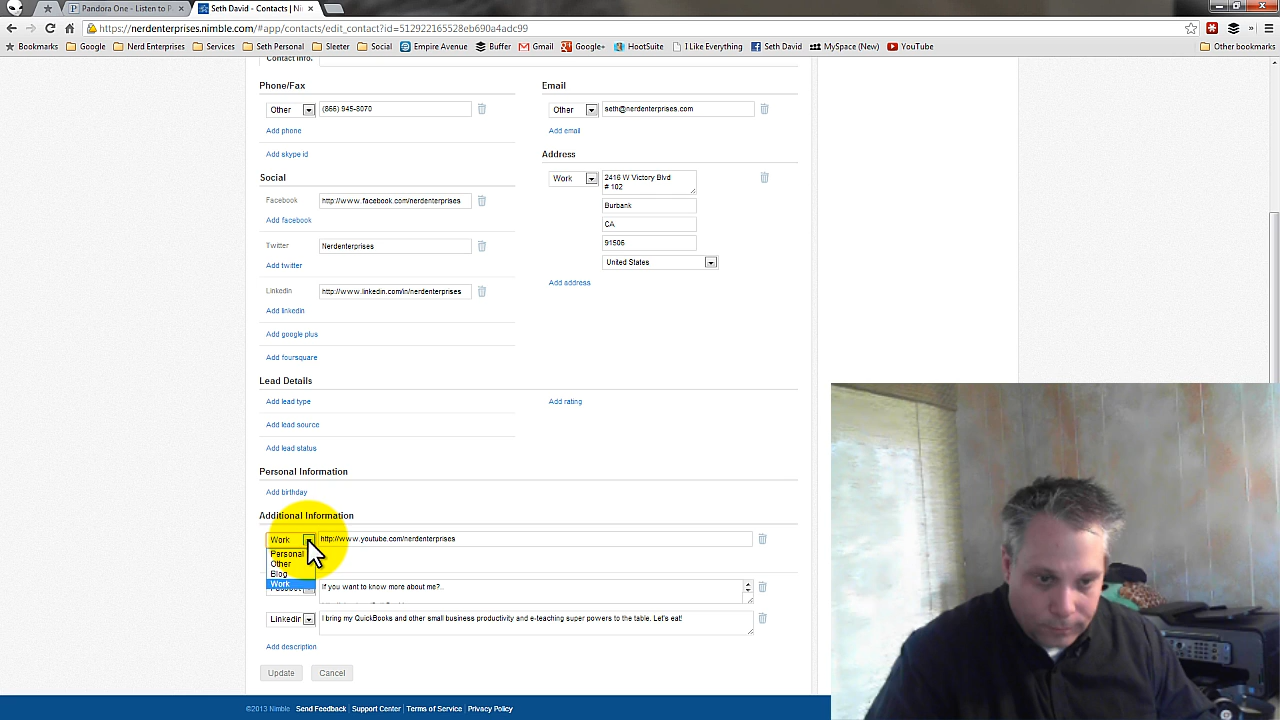 Pandora One - Listen to P
Seth David - Contacts | Ni
https://nerdenterprises.nimble.com/#app/contacts/edit_contact?id=512922165528eb690a4adc99
Bookmarks Google Nerd Enterprises Services Seth Personal Sleeter Social Empire Avenue Buffer Gmail Google+ HootSuite I Like Everything Seth David MySpace (New) YouTube Other bookmarks
Contact Info.
Phone/Fax
Other (866) 945-8070
Add phone
Add skype id
Social
Facebook http://www.facebook.com/nerdenterprises
Add facebook
Twitter Nerdenterprises
Add twitter
Linkedin http://www.linkedin.com/in/nerdenterprises
Add linkedin
Add google plus
Add foursquare
Email
Other seth@nerdenterprises.com
Add email
Address
Work 2416 W Victory Blvd
# 102
Burbank
CA
91506
United States
Add address
Lead Details
Add lead type Add rating
Add lead source
Add lead status
Personal Information
Add birthday
Additional Information
Work http://www.youtube.com/nerdenterprises
Personal
Other
Blog
Work
If you want to know more about me?..
Linkedin I bring my QuickBooks and other small business productivity and e-teaching super powers to the table. Let's eat!
Add description
Update Cancel
©2013 Nimble Send Feedback Support Center Terms of Service Privacy Policy